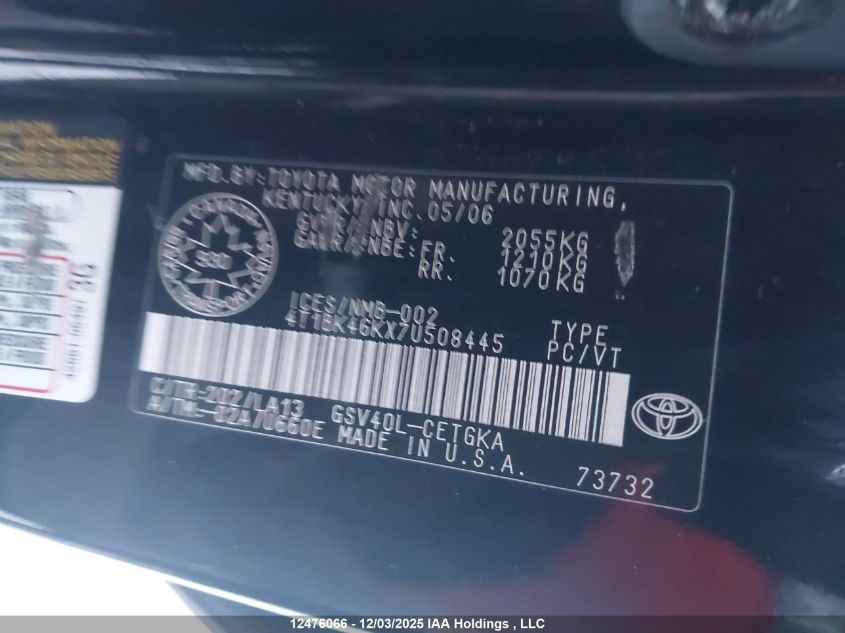 MFD. BY: TOYOTA MOTOR MANUFACTURING,
KENTUCKY, INC. 05/06
GVWR/PNBV: 2055KG
GAWR/PNBE: FR. 1210KG
RR. 1070KG
ICES/NMB-002
4T1BK46KX7U508445
TYPE
PC/VT
C/TR-202/LA13
A/TM-02A/U660E
GSV40L-CETGKA
MADE IN U.S.A.
73732
12476066 - 12/03/2025 IAA Holdings , LLC